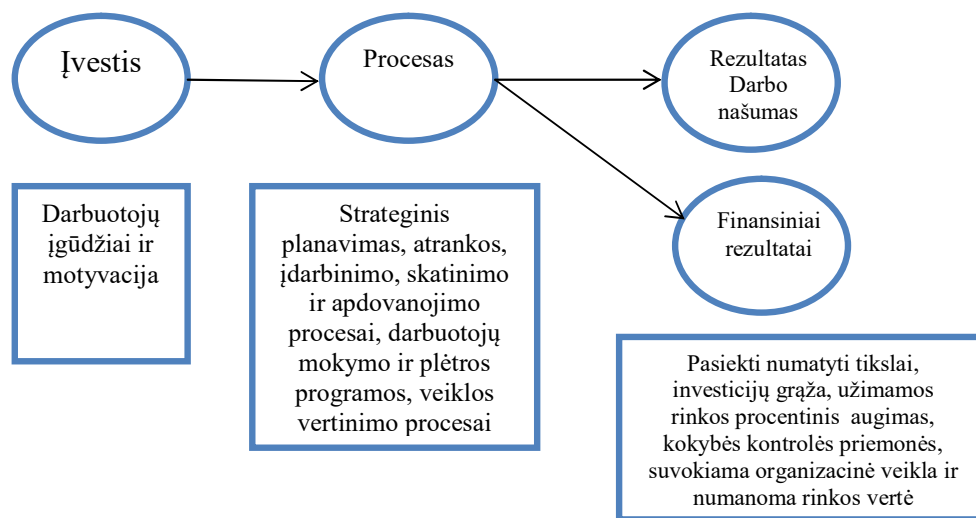 Įvestis
Procesas
Rezultatas
Darbo
našumas
Darbuotojų
įgūdžiai ir
motyvacija
Strateginis
planavimas, atrankos,
įdarbinimo, skatinimo
ir apdovanojimo
procesai, darbuotojų
mokymo ir plėtros
programos, veiklos
vertinimo procesai
Finansiniai
rezultatai
Pasiekti numatyti tikslai,
investicijų grąža, užimamos
rinkos procentinis augimas,
kokybės kontrolės priemonės,
suvokiama organizacinė veikla ir
numanoma rinkos vertė